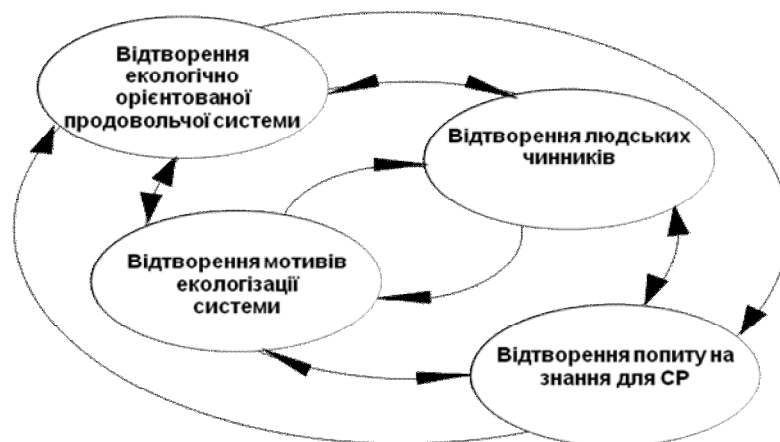 Відтворення
екологічно
орієнтованої
продовольчої системи
Відтворення людських
чинників
Відтворення мотивів
екологізації
системи
Відтворення попиту на
знання для СР